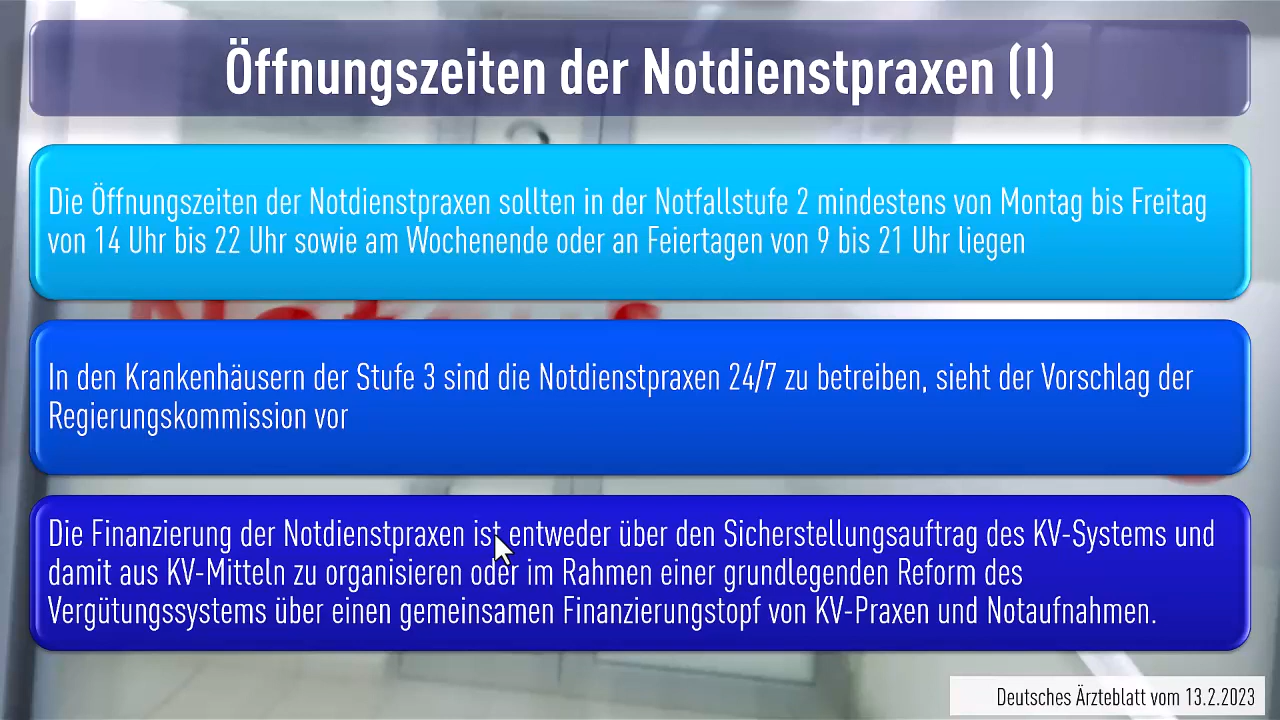 Öffnungszeiten der Notdienstpraxen (I)
Die Öffnungszeiten der Notdienstpraxen sollten in der Notfallstufe 2 mindestens von Montag bis Freitag
von 14 Uhr bis 22 Uhr sowie am Wochenende oder an Feiertagen von 9 bis 21 Uhr liegen
In den Krankenhäusern der Stufe 3 sind die Notdienstpraxen 24/7 zu betreiben, sieht der Vorschlag der
Regierungskommission vor
Die Finanzierung der Notdienstpraxen ist entweder über den Sicherstellungsauftrag des KV-Systems und
damit aus KV-Mitteln zu organisieren oder im Rahmen einer grundlegenden Reform des
Vergütungssystems über einen gemeinsamen Finanzierungstopf von KV-Praxen und Notaufnahmen.
Deutsches Ärzteblatt vom 13.2.2023